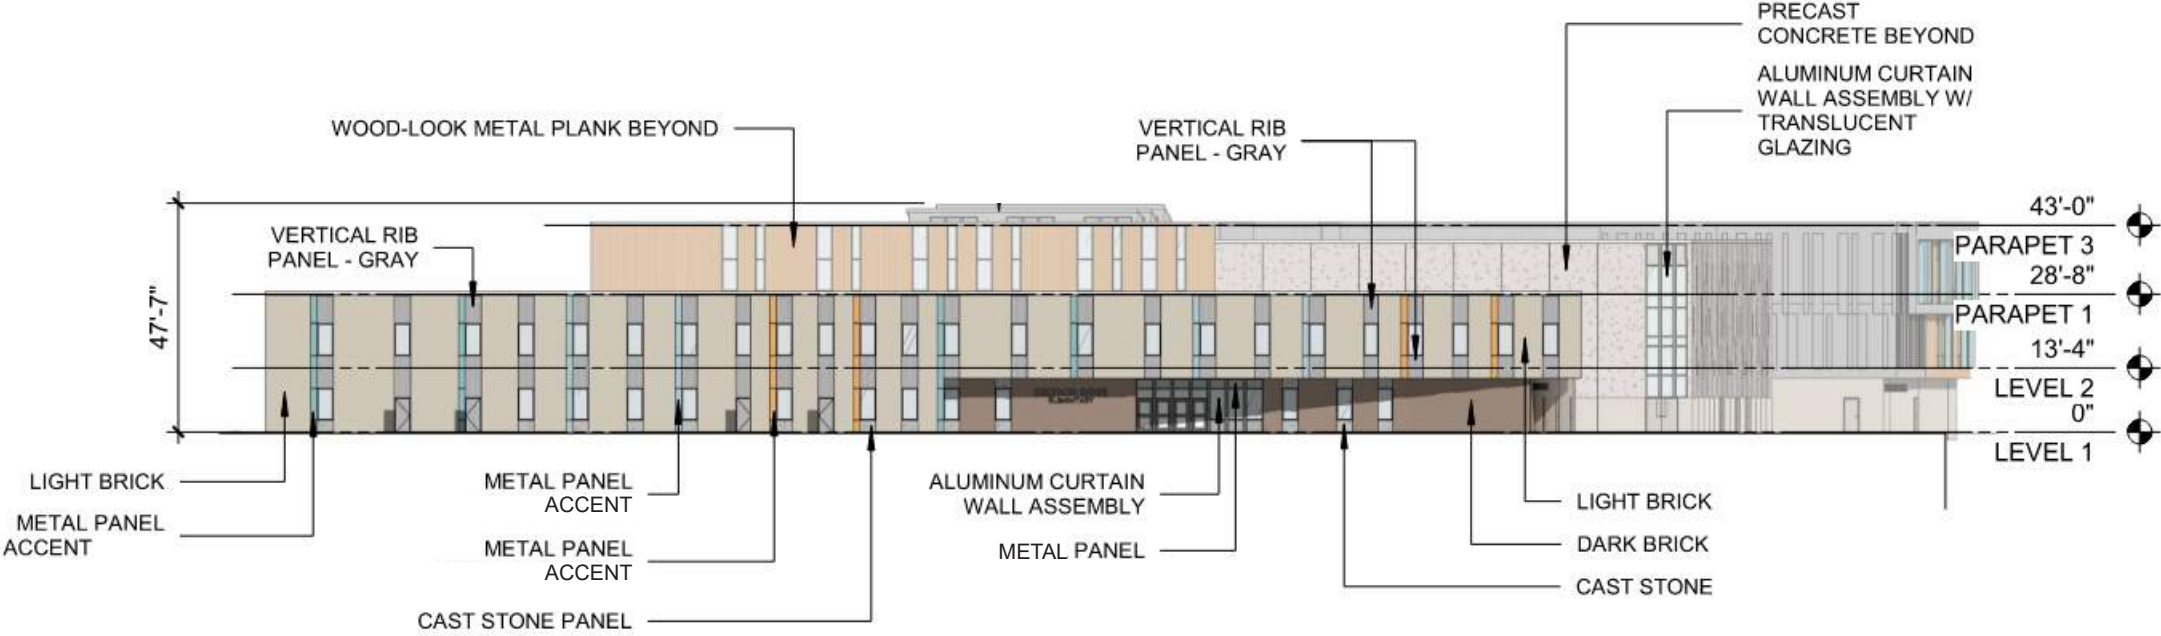 PRECAST
CONCRETE BEYOND
ALUMINUM CURTAIN
WALL ASSEMBLY W/
TRANSLUCENT
GLAZING
WOOD-LOOK METAL PLANK BEYOND
VERTICAL RIB
PANEL - GRAY
VERTICAL RIB
PANEL - GRAY
47'-7"
43'-0"
PARAPET 3
28'-8"
PARAPET 1
13'-4"
LEVEL 2
0"
LEVEL 1
LIGHT BRICK
METAL PANEL
ACCENT
METAL PANEL
ACCENT
METAL PANEL
ACCENT
CAST STONE PANEL
ALUMINUM CURTAIN
WALL ASSEMBLY
METAL PANEL
LIGHT BRICK
DARK BRICK
CAST STONE